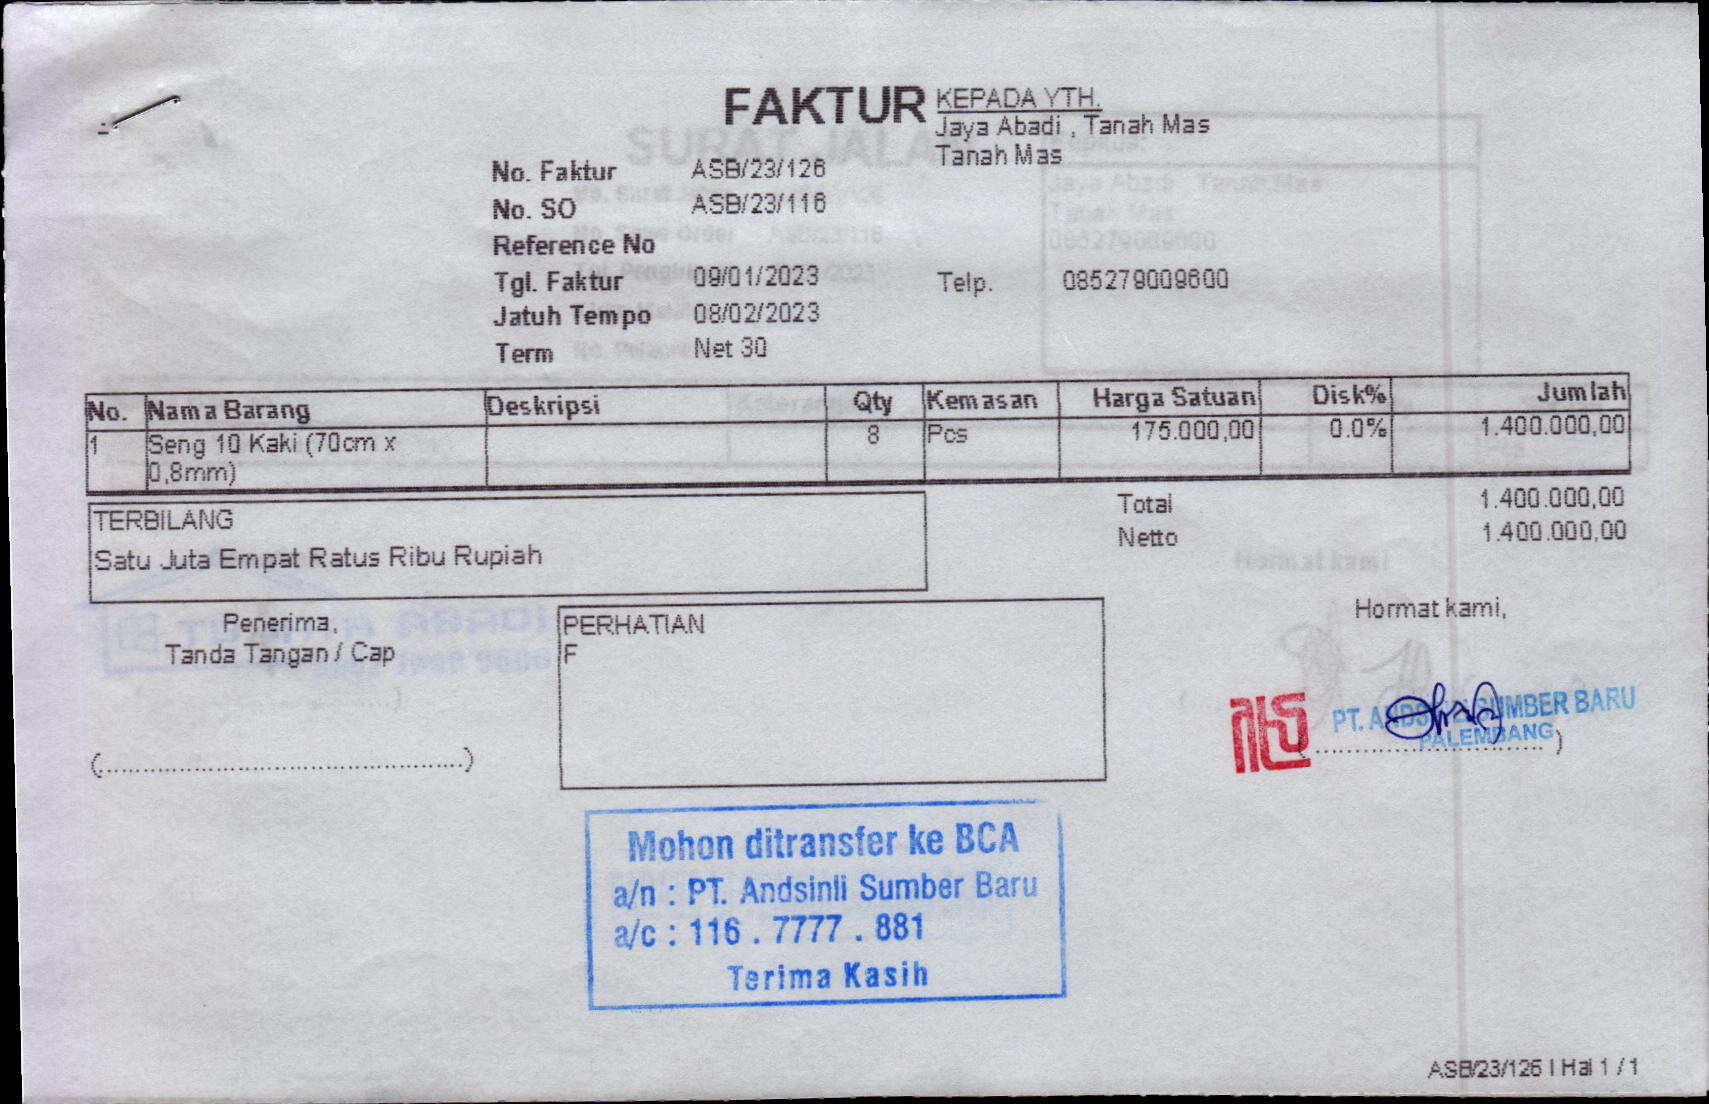 FAKTUR
KEPADA YTH.
Jaya Abadi , Tanah Mas
Tanah Mas
No. Faktur ASB/23/126
No. SO ASB/23/116
Reference No
Tgl. Faktur 09/01/2023 Telp. 085279009600
Jatuh Tempo 08/02/2023
Term Net 30
No. Nama Barang Deskripsi Qty Kemasan Harga Satuan Disk% Jumlah
1 Seng 10 Kaki (70cm x 8 Pcs 175.000,00 0.0% 1.400.000,00
0,8mm)
Total 1.400.000,00
Netto 1.400.000,00
TERBILANG
Satu Juta Empat Ratus Ribu Rupiah
Penerima,
Tanda Tangan / Cap
(..................................................)
PERHATIAN
F
Hormat kami,
PT. ANDSINLI SUMBER BARU
PALEMBANG
Mohon ditransfer ke BCA
a/n : PT. Andsinli Sumber Baru
a/c : 116 . 7777 . 881
Terima Kasih
ASB/23/126 I Hal 1 / 1